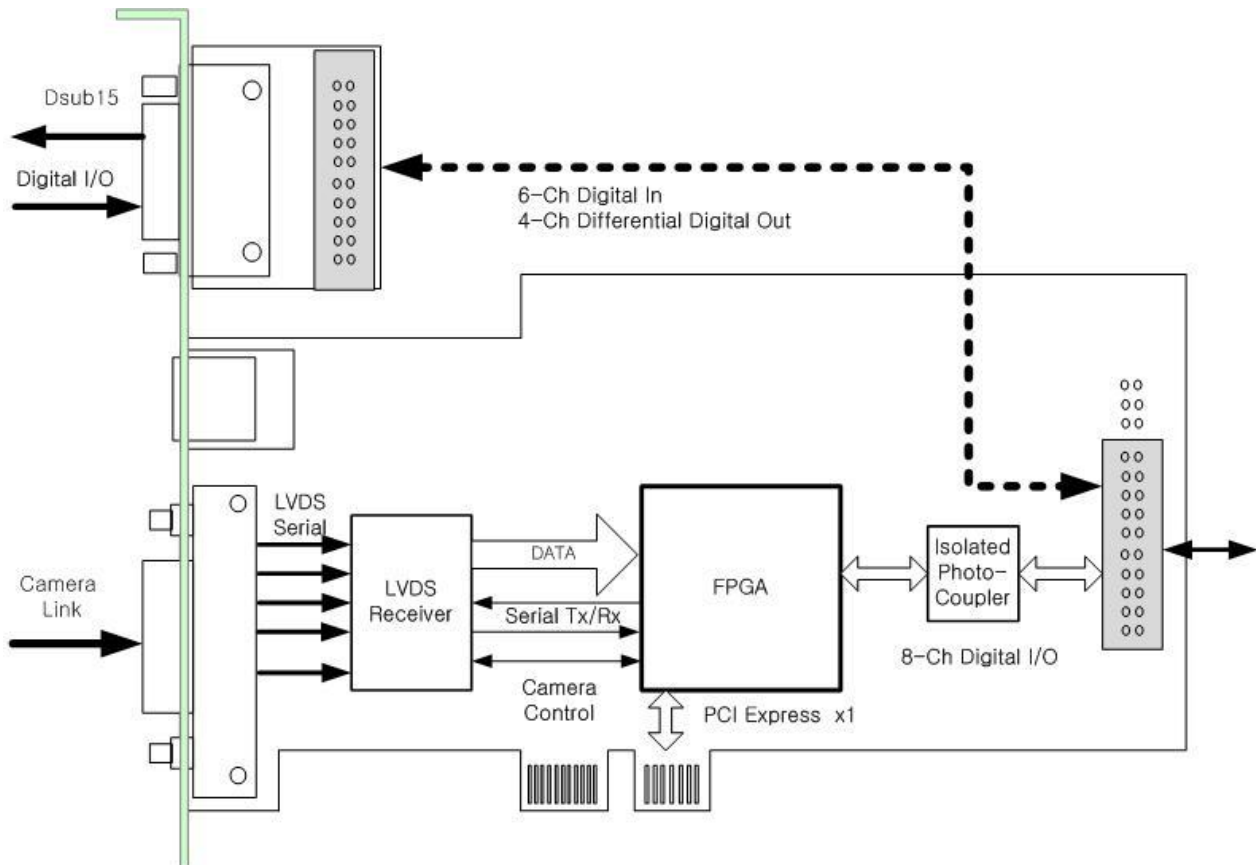 Dsub15
Digital I/O
6-Ch Digital In
4-Ch Differential Digital Out
LVDS
Serial
Camera
Link
LVDS
Receiver
DATA
Serial Tx/Rx
Camera
Control
FPGA
PCI Express x1
Isolated
Photo-
Coupler
8-Ch Digital I/O